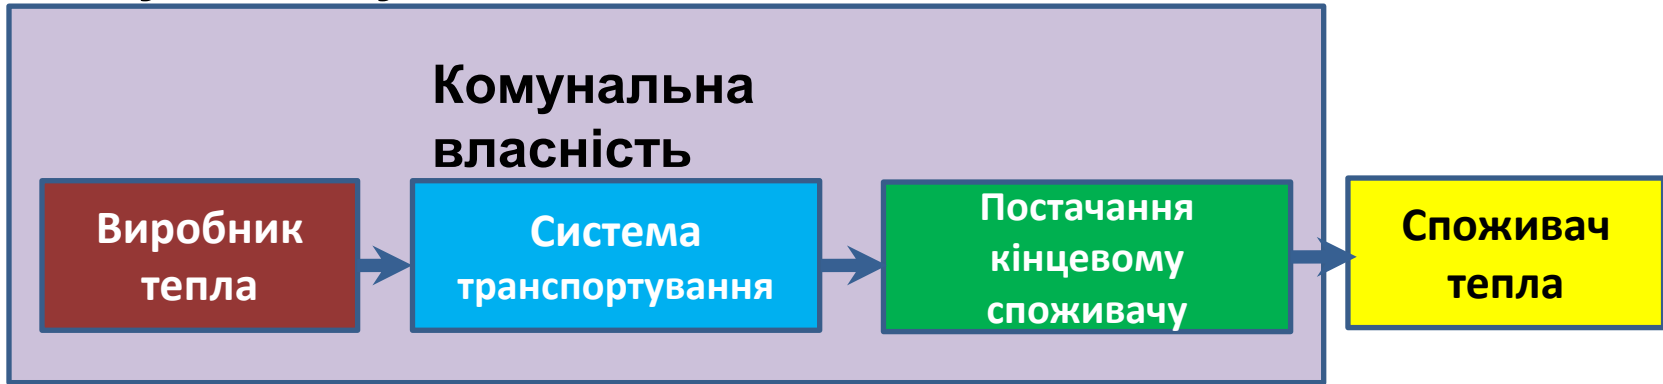 Комунальна
власність
Виробник
тепла
Система
транспортування
Постачання
кінцевому
споживачу
Споживач
тепла